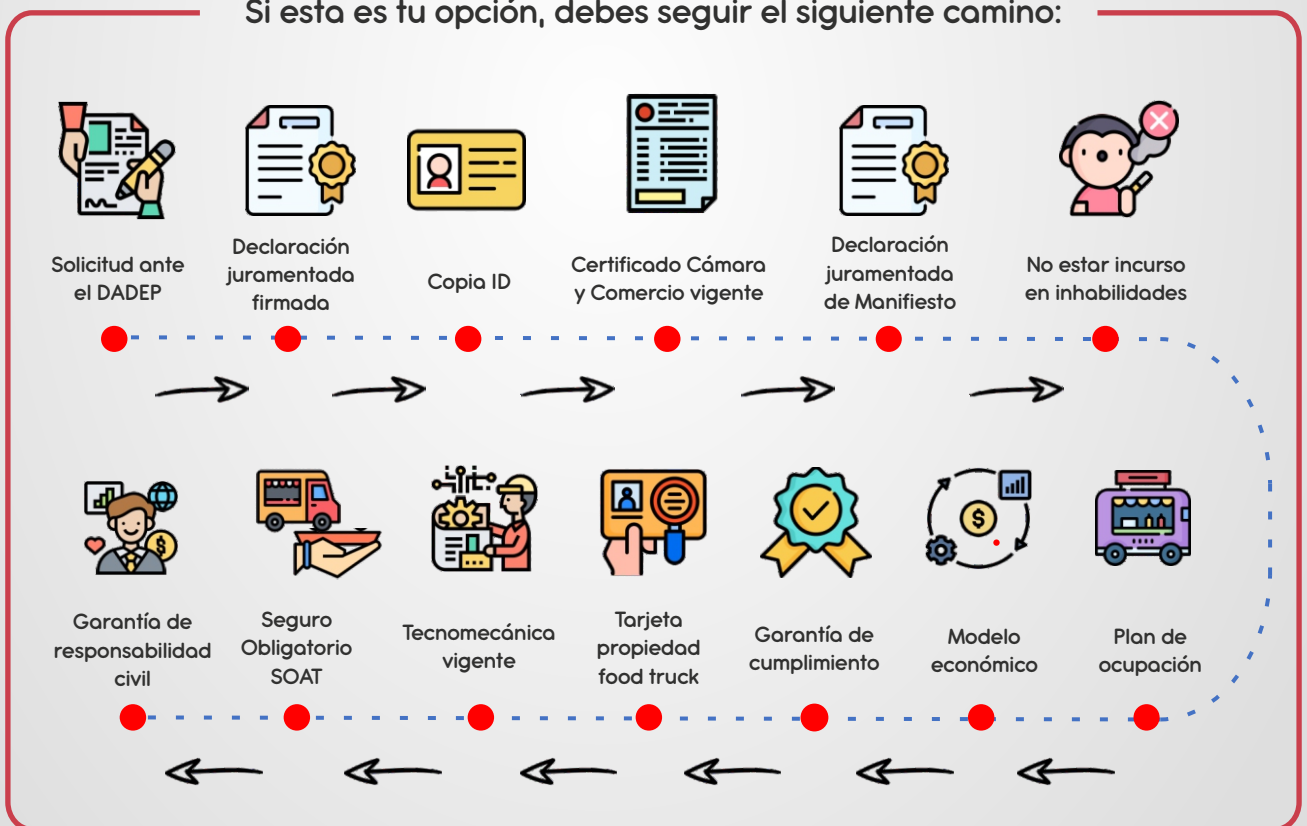 Si esta es tu opción, debes seguir el siguiente camino:
Solicitud ante
el DADEP
Declaración
juramentada
firmada
Copia ID
Certificado Cámara
y Comercio vigente
Declaración
juramentada
de Manifiesto
No estar incurso
en inhabilidades
Plan de
ocupación
Modelo
económico
Garantía de
cumplimiento
Tarjeta
propiedad
food truck
Tecnomecánica
vigente
Seguro
Obligatorio
SOAT
Garantía de
responsabilidad
civil